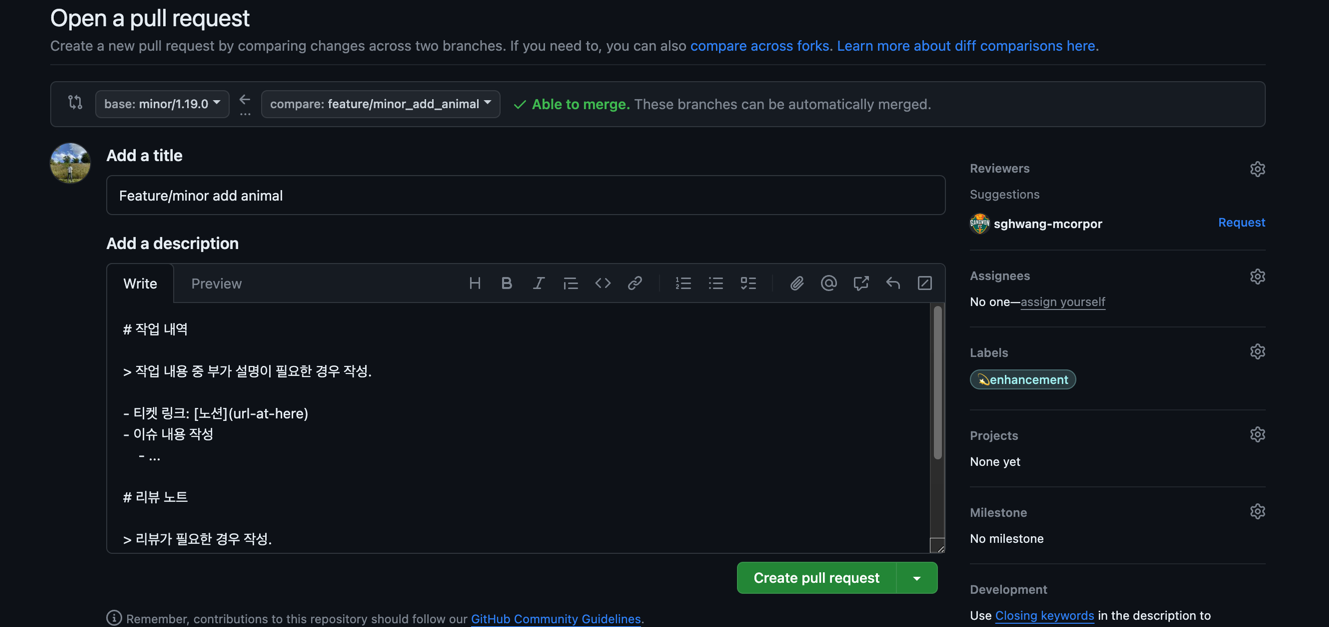 Open a pull request
Create a new pull request by comparing changes across two branches. If you need to, you can also compare across forks. Learn more about diff comparisons here.
base: minor/1.19.0
...
compare: feature/minor_add_animal
Able to merge. These branches can be automatically merged.
Add a title
Feature/minor add animal
Add a description
Write
Preview
# 작업 내역
> 작업 내용 중 부가 설명이 필요한 경우 작성.
- 티켓 링크: [노션](url-at-here)
- 이슈 내용 작성
- ...
# 리뷰 노트
> 리뷰가 필요한 경우 작성.
Create pull request
Remember, contributions to this repository should follow our GitHub Community Guidelines.
Reviewers
Suggestions
sghwang-mcorpor
Request
Assignees
No one—assign yourself
Labels
💫enhancement
Projects
None yet
Milestone
No milestone
Development
Use Closing keywords in the description to